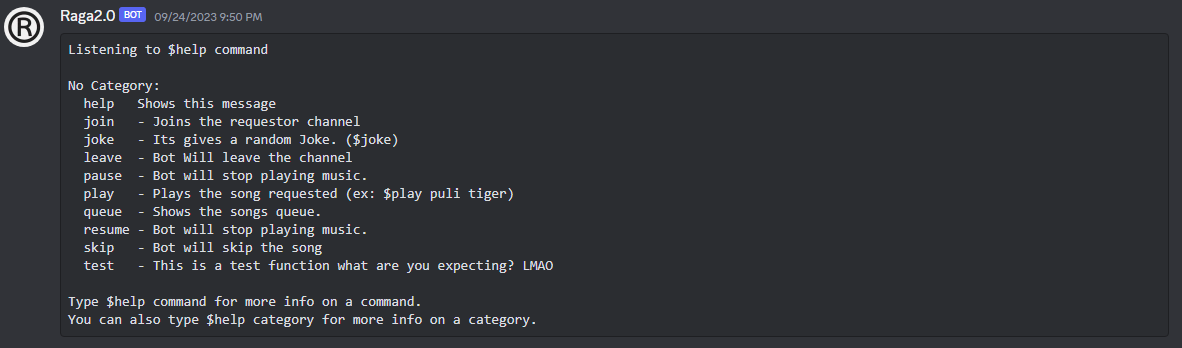 Raga2.0 BOT 09/24/2023 9:50 PM
Listening to $help command
No Category:
help Shows this message
join - Joins the requestor channel
joke - Its gives a random Joke. ($joke)
leave - Bot Will leave the channel
pause - Bot will stop playing music.
play - Plays the song requested (ex: $play puli tiger)
queue - Shows the songs queue.
resume - Bot will stop playing music.
skip - Bot will skip the song
test - This is a test function what are you expecting? LMAO
Type $help command for more info on a command.
You can also type $help category for more info on a category.